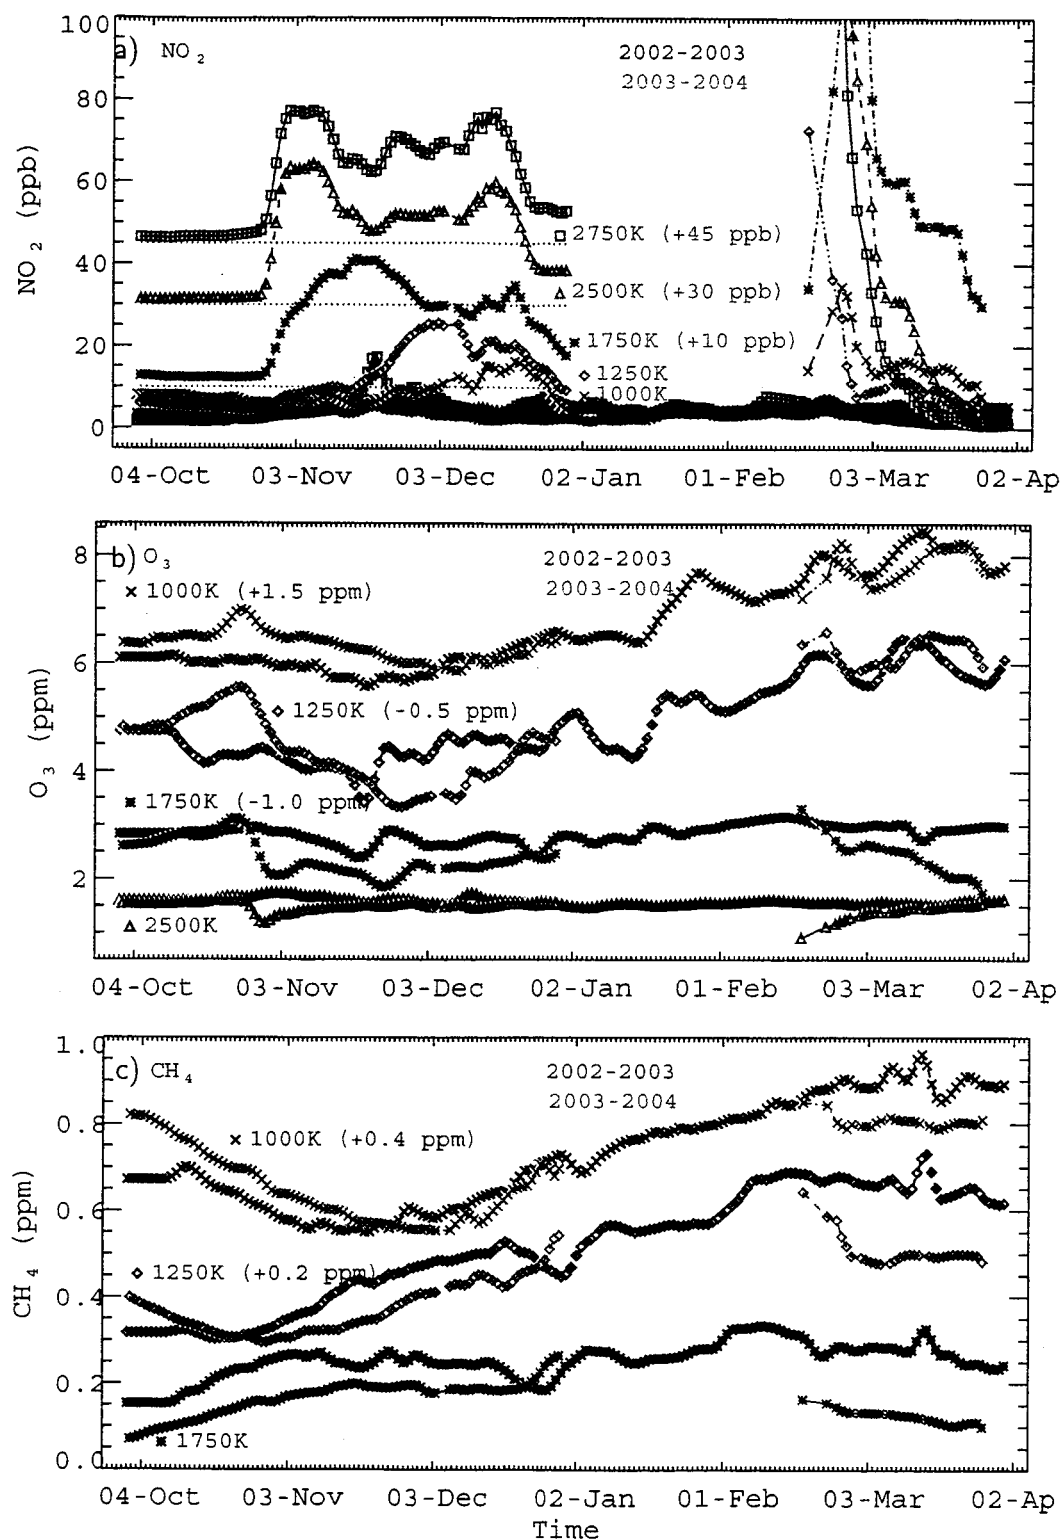 100
a) NO2
2002-2003
2003-2004
80
60
40
20
0
NO2 (ppb)
2750K (+45 ppb)
2500K (+30 ppb)
1750K (+10 ppb)
1250K
1000K
04-Oct 03-Nov 03-Dec 02-Jan 01-Feb 03-Mar 02-Ap
8
b) O3
2002-2003
2003-2004
1000K (+1.5 ppm)
6
1250K (-0.5 ppm)
4
1750K (-1.0 ppm)
2
2500K
O3 (ppm)
04-Oct 03-Nov 03-Dec 02-Jan 01-Feb 03-Mar 02-Ap
1.0
c) CH4
2002-2003
2003-2004
0.8
1000K (+0.4 ppm)
0.6
1250K (+0.2 ppm)
0.4
0.2
1750K
0.0
CH4 (ppm)
04-Oct 03-Nov 03-Dec 02-Jan 01-Feb 03-Mar 02-Ap
Time